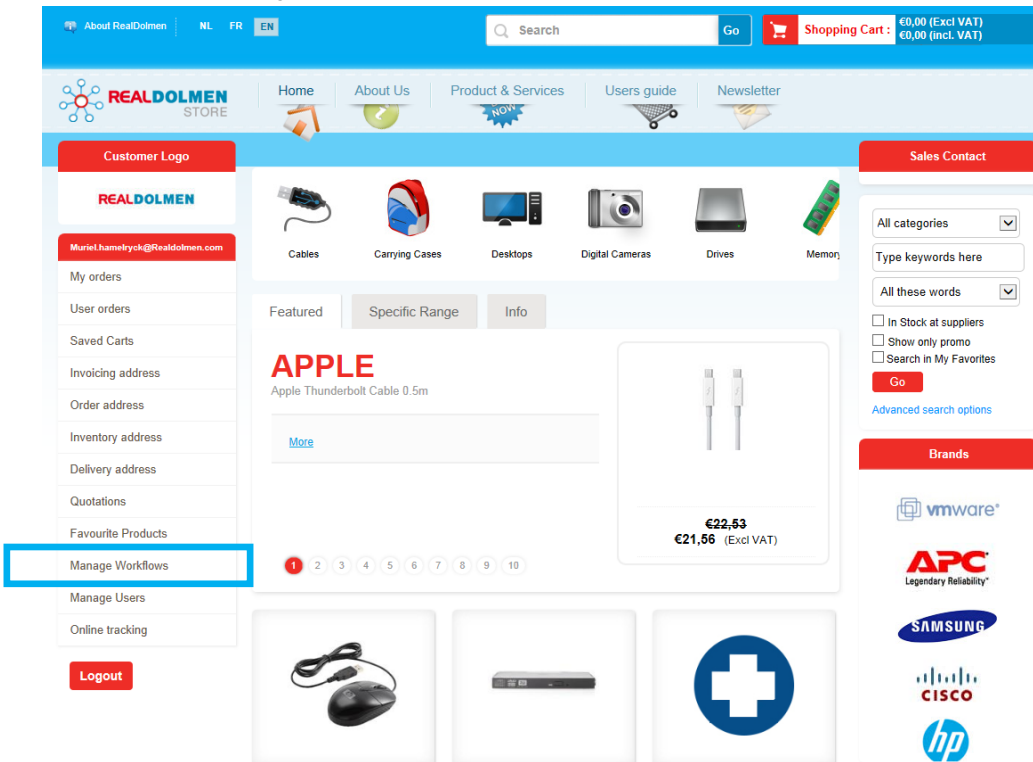 About RealDolmen
NL FR EN
Search
Go
Shopping Cart :
€0,00 (Excl VAT)
€0,00 (incl. VAT)
REALDOLMEN
STORE
Home
About Us
Product & Services
Users guide
Newsletter
NOW
Customer Logo
REALDOLMEN
Muriel.hamelryck@Realdolmen.com
My orders
User orders
Saved Carts
Invoicing address
Order address
Inventory address
Delivery address
Quotations
Favourite Products
Manage Workflows
Manage Users
Online tracking
Logout
Cables
Carrying Cases
Desktops
Digital Cameras
Drives
Memory
Featured
Specific Range
Info
APPLE
Apple Thunderbolt Cable 0.5m
More
€22,53
€21,56 (Excl VAT)
1 2 3 4 5 6 7 8 9 10
Sales Contact
All categories
Type keywords here
All these words
In Stock at suppliers
Show only promo
Search in My Favorites
Go
Advanced search options
Brands
vmware®
APC
Legendary Reliability®
SAMSUNG
CISCO
hp